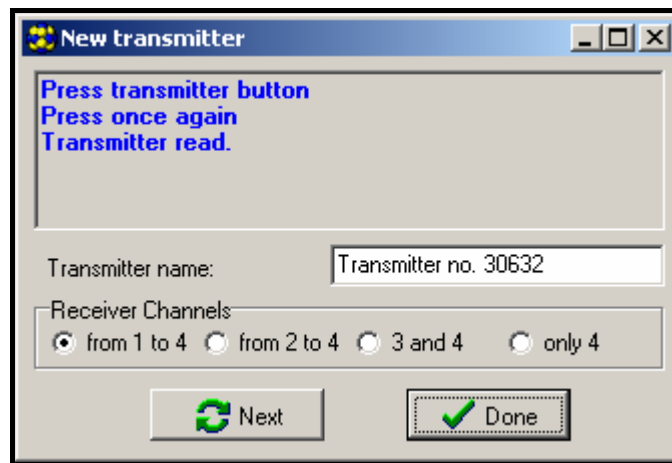 New transmitter
Press transmitter button
Press once again
Transmitter read.
Transmitter name: Transmitter no. 30632
Receiver Channels
from 1 to 4 from 2 to 4 3 and 4 only 4
Next Done